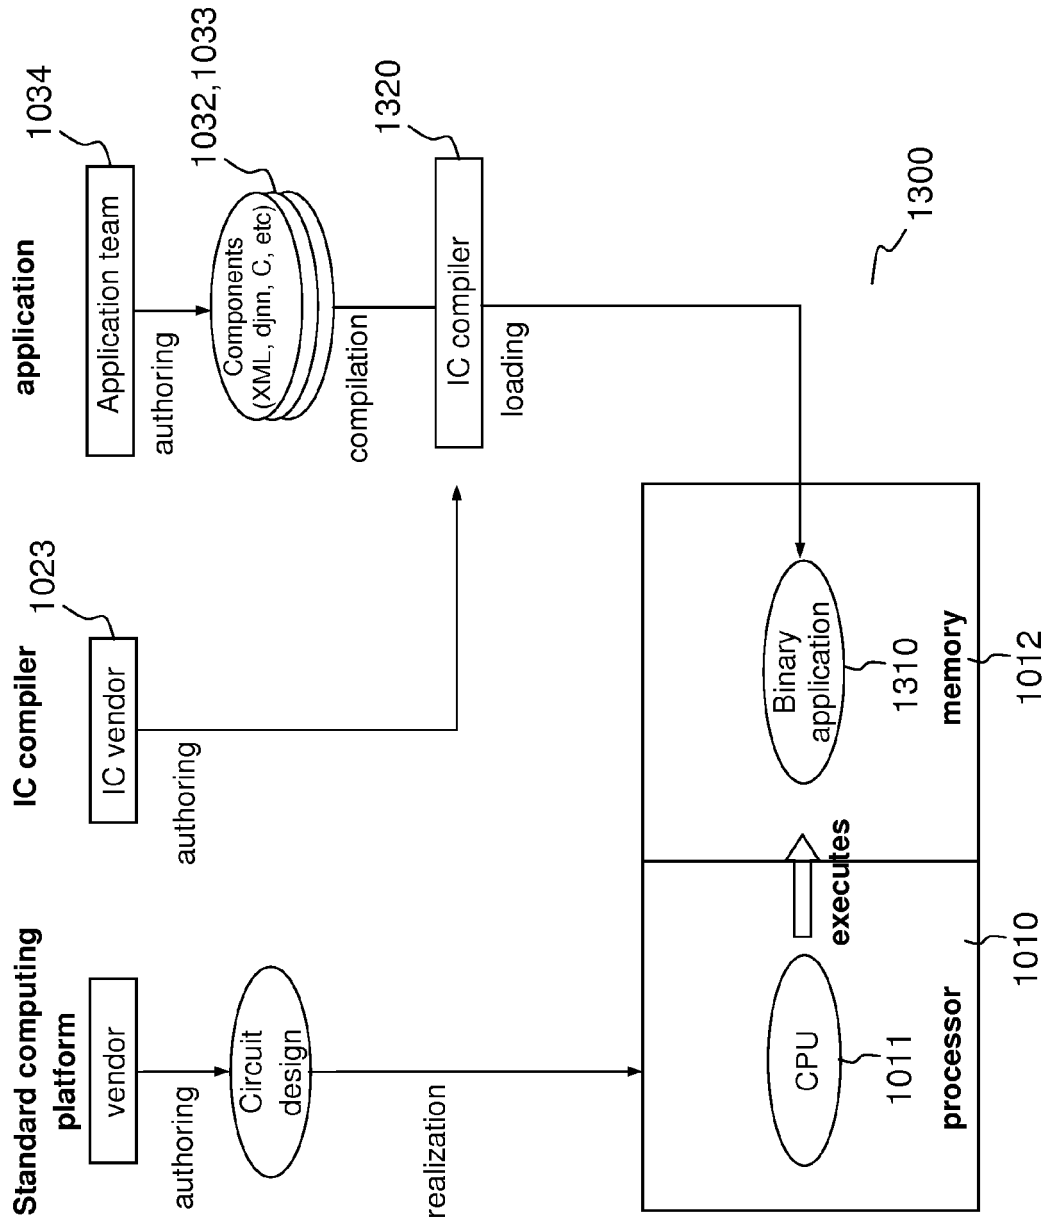 Standard computing
platform
IC compiler
application
vendor
IC vendor
1023
Application team
1034
authoring
authoring
authoring
Circuit
design
Components
(XML, djnn, C, etc)
1032,1033
realization
compilation
IC compiler
1320
loading
CPU
1011
executes
Binary
application
1310
processor
1010
memory
1012
1300